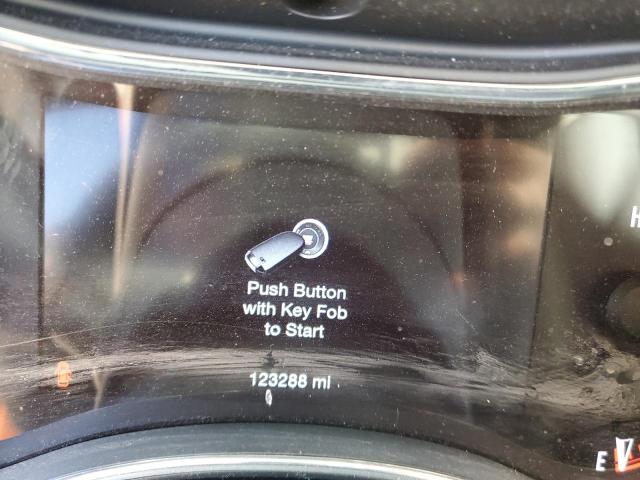 Push Button
with Key Fob
to Start
123288 mi
H
E